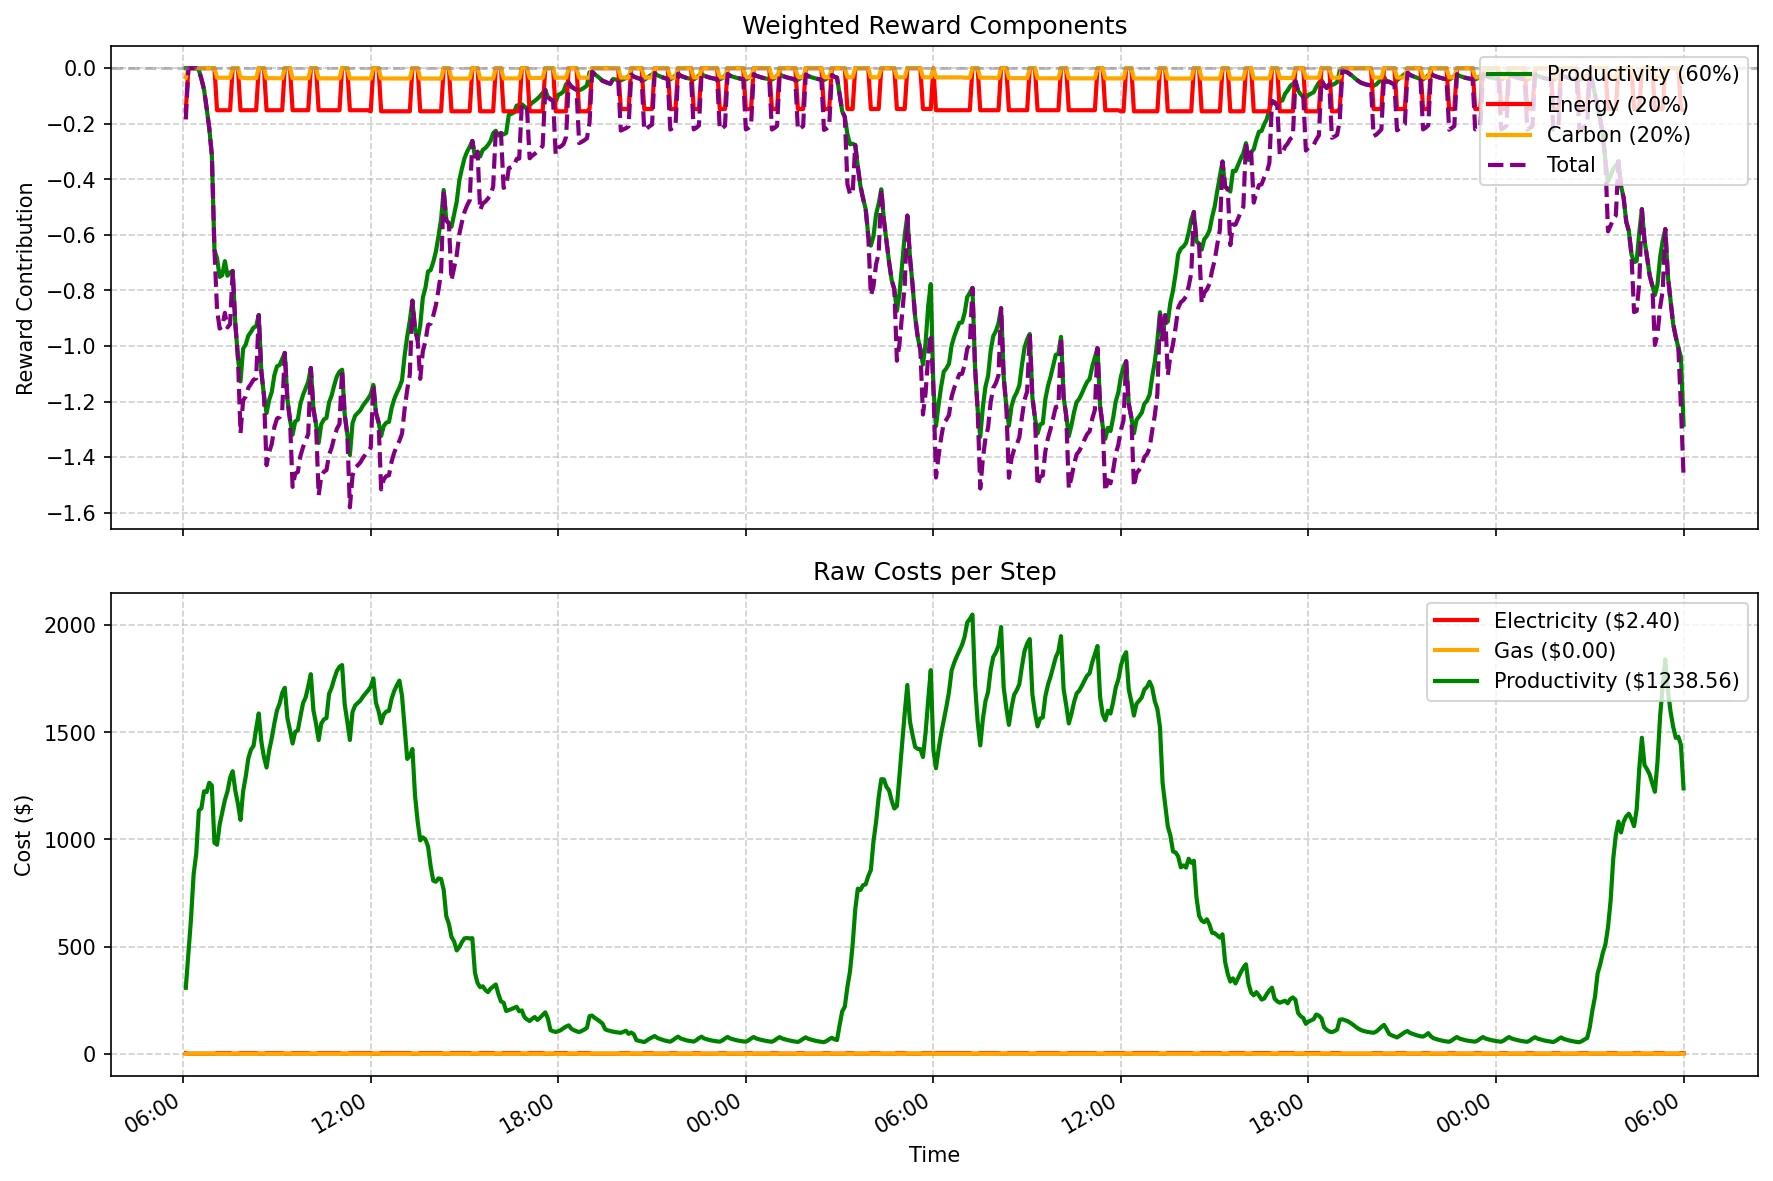 Weighted Reward Components
Reward Contribution
0.0
−0.2
−0.4
−0.6
−0.8
−1.0
−1.2
−1.4
−1.6
Productivity (60%)
Energy (20%)
Carbon (20%)
Total
Raw Costs per Step
Cost ($)
2000
1500
1000
500
0
Electricity ($2.40)
Gas ($0.00)
Productivity ($1238.56)
06:00
12:00
18:00
00:00
06:00
12:00
18:00
00:00
06:00
Time